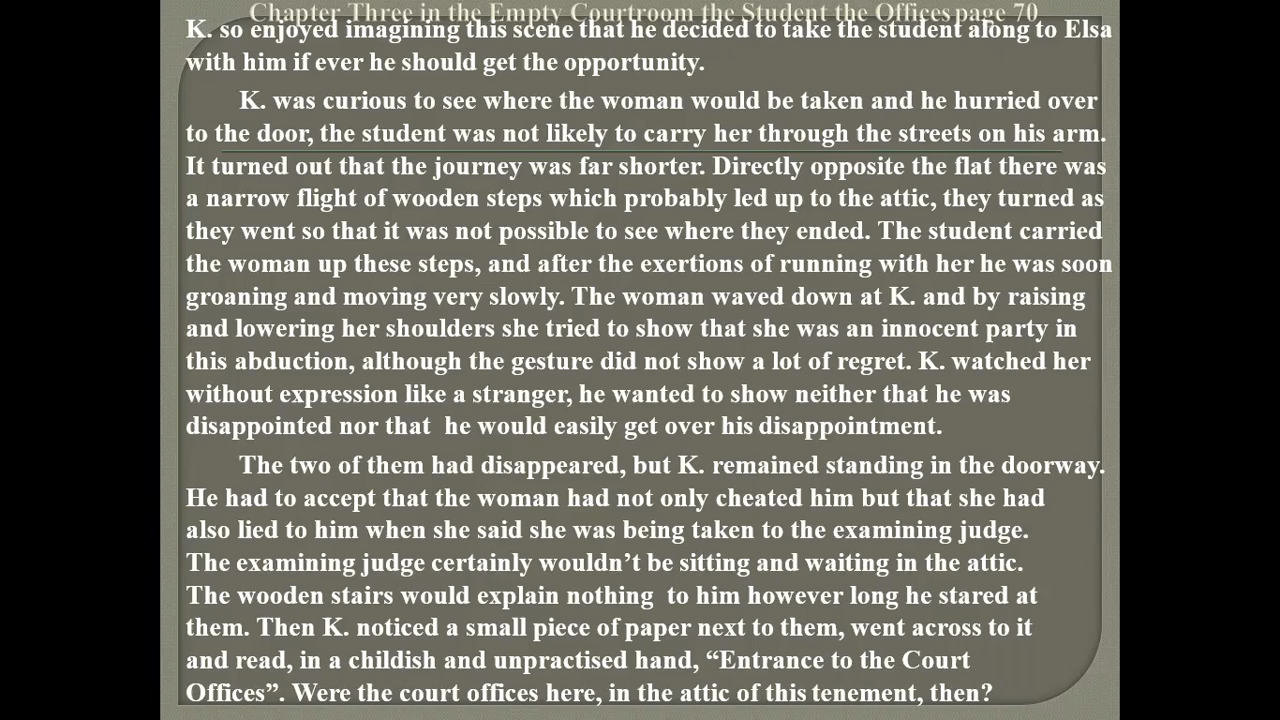 Chapter Three in the Empty Courtroom the Student the Offices page 70
K. so enjoyed imagining this scene that he decided to take the student along to Elsa
with him if ever he should get the opportunity.
K. was curious to see where the woman would be taken and he hurried over
to the door, the student was not likely to carry her through the streets on his arm.
It turned out that the journey was far shorter. Directly opposite the flat there was
a narrow flight of wooden steps which probably led up to the attic, they turned as
they went so that it was not possible to see where they ended. The student carried
the woman up these steps, and after the exertions of running with her he was soon
groaning and moving very slowly. The woman waved down at K. and by raising
and lowering her shoulders she tried to show that she was an innocent party in
this abduction, although the gesture did not show a lot of regret. K. watched her
without expression like a stranger, he wanted to show neither that he was
disappointed nor that  he would easily get over his disappointment.
The two of them had disappeared, but K. remained standing in the doorway.
He had to accept that the woman had not only cheated him but that she had
also lied to him when she said she was being taken to the examining judge.
The examining judge certainly wouldn’t be sitting and waiting in the attic.
The wooden stairs would explain nothing  to him however long he stared at
them. Then K. noticed a small piece of paper next to them, went across to it
and read, in a childish and unpractised hand, “Entrance to the Court
Offices”. Were the court offices here, in the attic of this tenement, then?